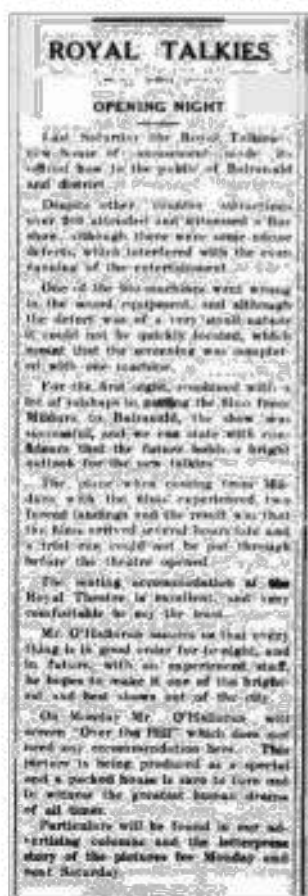 ROYAL TALKIES
OPENING NIGHT
Last Saturday the Royal Talkies
new house of amusement made its
official bow to the public of Balranald
and district.
Despite other counter attractions
over 200 attended and witnessed a fine
show, although there were some minor
defects, which interfered with the even
running of the entertainment.
One of the machines went wrong
in the sound equipment, and although
the defect was of a very small nature
it could not be quickly located, which
meant that the screening was complet-
ed with one machine.
For the first night, combined with a
lot of mishaps in getting the films from
Mildura to Balranald, the show was
successful, and we can state with con-
fidence that the future holds a bright
outlook for the new talkies.
The plane when coming from Mil-
dura with the films experienced two
forced landings and the result was that
the films arrived several hours late and
a trial run could not be put through
before the theatre opened.
The seating accommodation at the
Royal Theatre is excellent, and very
comfortable to say the least.
Mr. O'Halloran assures us that every
thing is in good order for to-night, and
in future, with an experienced staff,
he hopes to make it one of the bright-
est and best shows out of the city.
On Monday Mr. O'Halloran will
screen "Over the Hill" which does not
need any recommendation here. This
picture is being produced as a special
and a packed house is sure to turn out
to witness the greatest human drama
of all times.
Particulars will be found in our ad-
vertising columns and the letterpress
story of the pictures for Monday and
next Saturday.